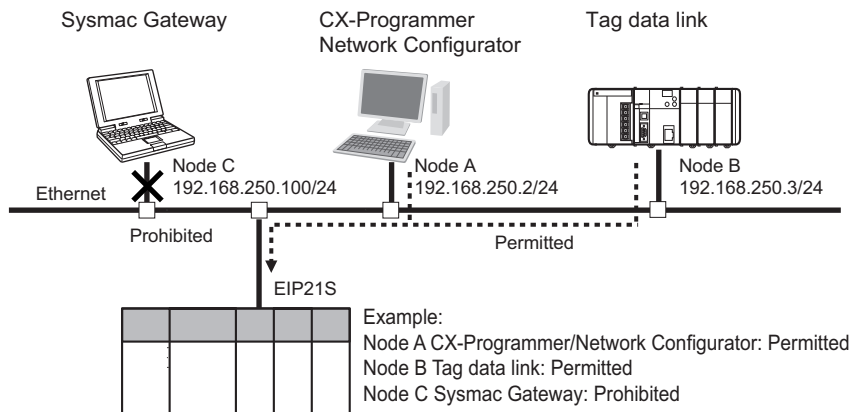 Sysmac Gateway
CX-Programmer
Network Configurator
Tag data link
Node C
192.168.250.100/24
Node A
192.168.250.2/24
Node B
192.168.250.3/24
Ethernet
Prohibited
Permitted
EIP21S
Example:
Node A CX-Programmer/Network Configurator: Permitted
Node B Tag data link: Permitted
Node C Sysmac Gateway: Prohibited